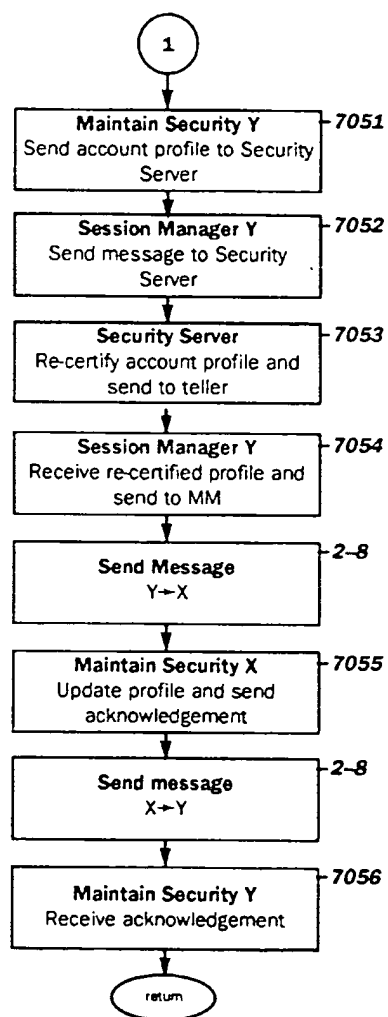 1
Maintain Security Y
7051
Send account profile to Security
Server
Session Manager Y
7052
Send message to Security
Server
Security Server
7053
Re-certify account profile and
send to teller
Session Manager Y
7054
Receive re-certified profile and
send to MM
2-8
Send Message
Y→X
Maintain Security X
7055
Update profile and send
acknowledgement
2-8
Send message
X→Y
Maintain Security Y
7056
Receive acknowledgement
return